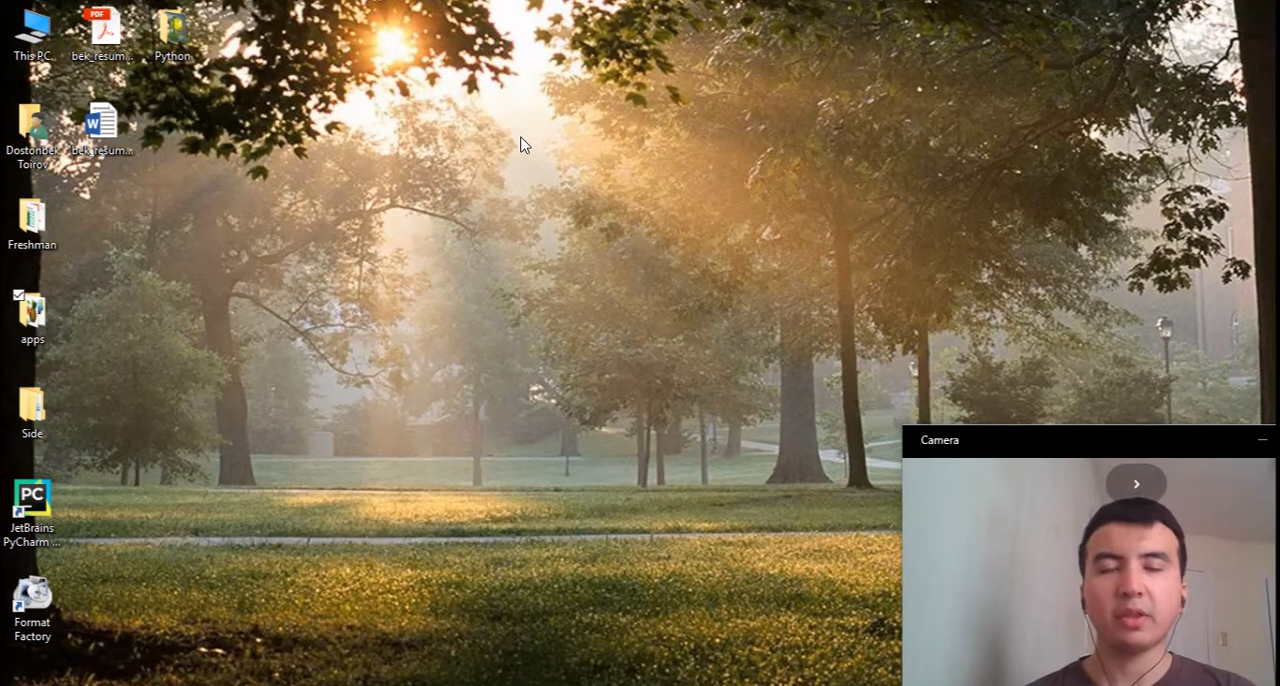 This PC
PDF
bek_resum...
Python
Dostonbek
Toirov
W
bek_resum...
Freshman
apps
Side
PC
JetBrains
PyCharm ...
Format
Factory
Camera